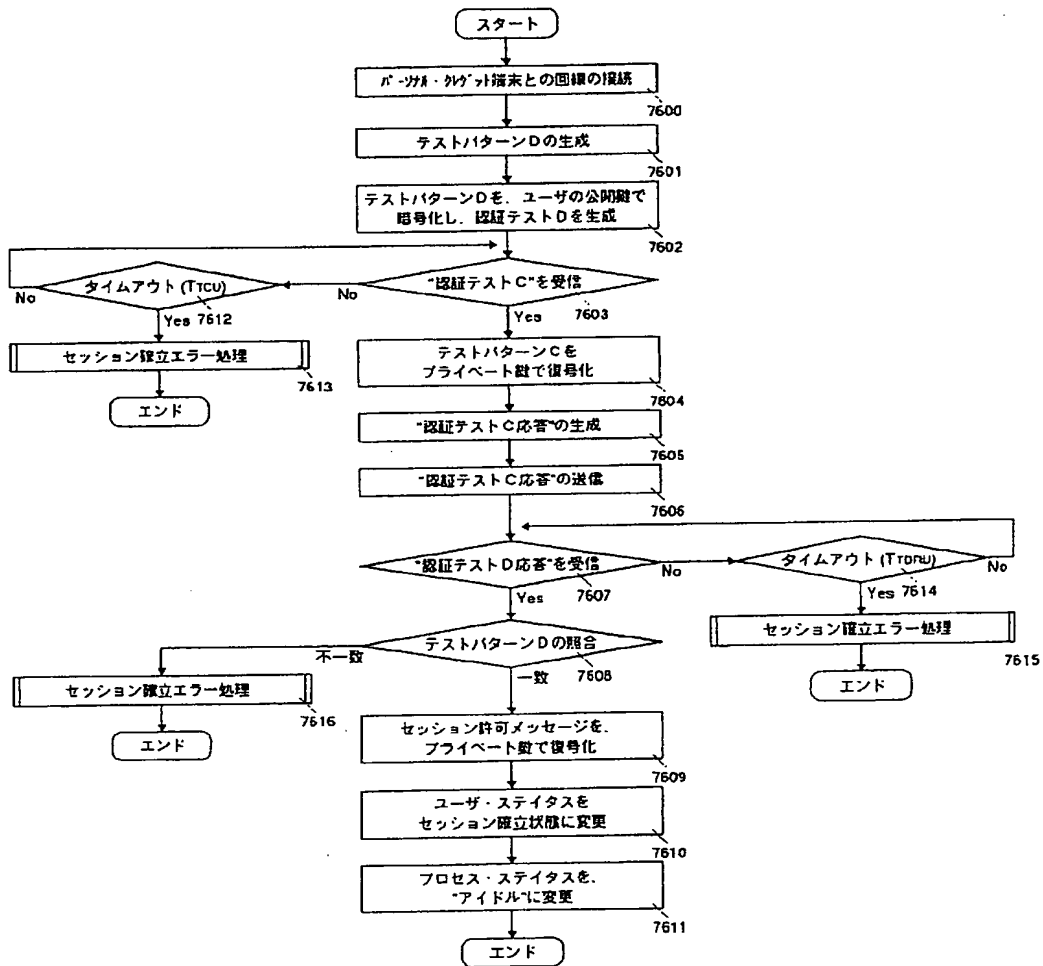 スタート
パーソナル・クレジット端末との回線の接続
7600
テストパターンDの生成
7601
テストパターンDを、ユーザの公開鍵で
暗号化し、認証テストDを生成
7602
"認証テストC"を受信
7603
No
Yes
タイムアウト (TTCU)
7612
No
Yes
セッション確立エラー処理
7613
エンド
テストパターンCを
プライベート鍵で復号化
7604
"認証テストC応答"の生成
7605
"認証テストC応答"の送信
7606
"認証テストD応答"を受信
7607
No
Yes
タイムアウト (TTDRU)
7614
No
Yes
セッション確立エラー処理
7615
エンド
テストパターンDの照合
7608
不一致
一致
セッション確立エラー処理
7616
エンド
セッション許可メッセージを、
プライベート鍵で復号化
7609
ユーザ・ステイタスを
セッション確立状態に変更
7610
プロセス・ステイタスを、
"アイドル"に変更
7611
エンド